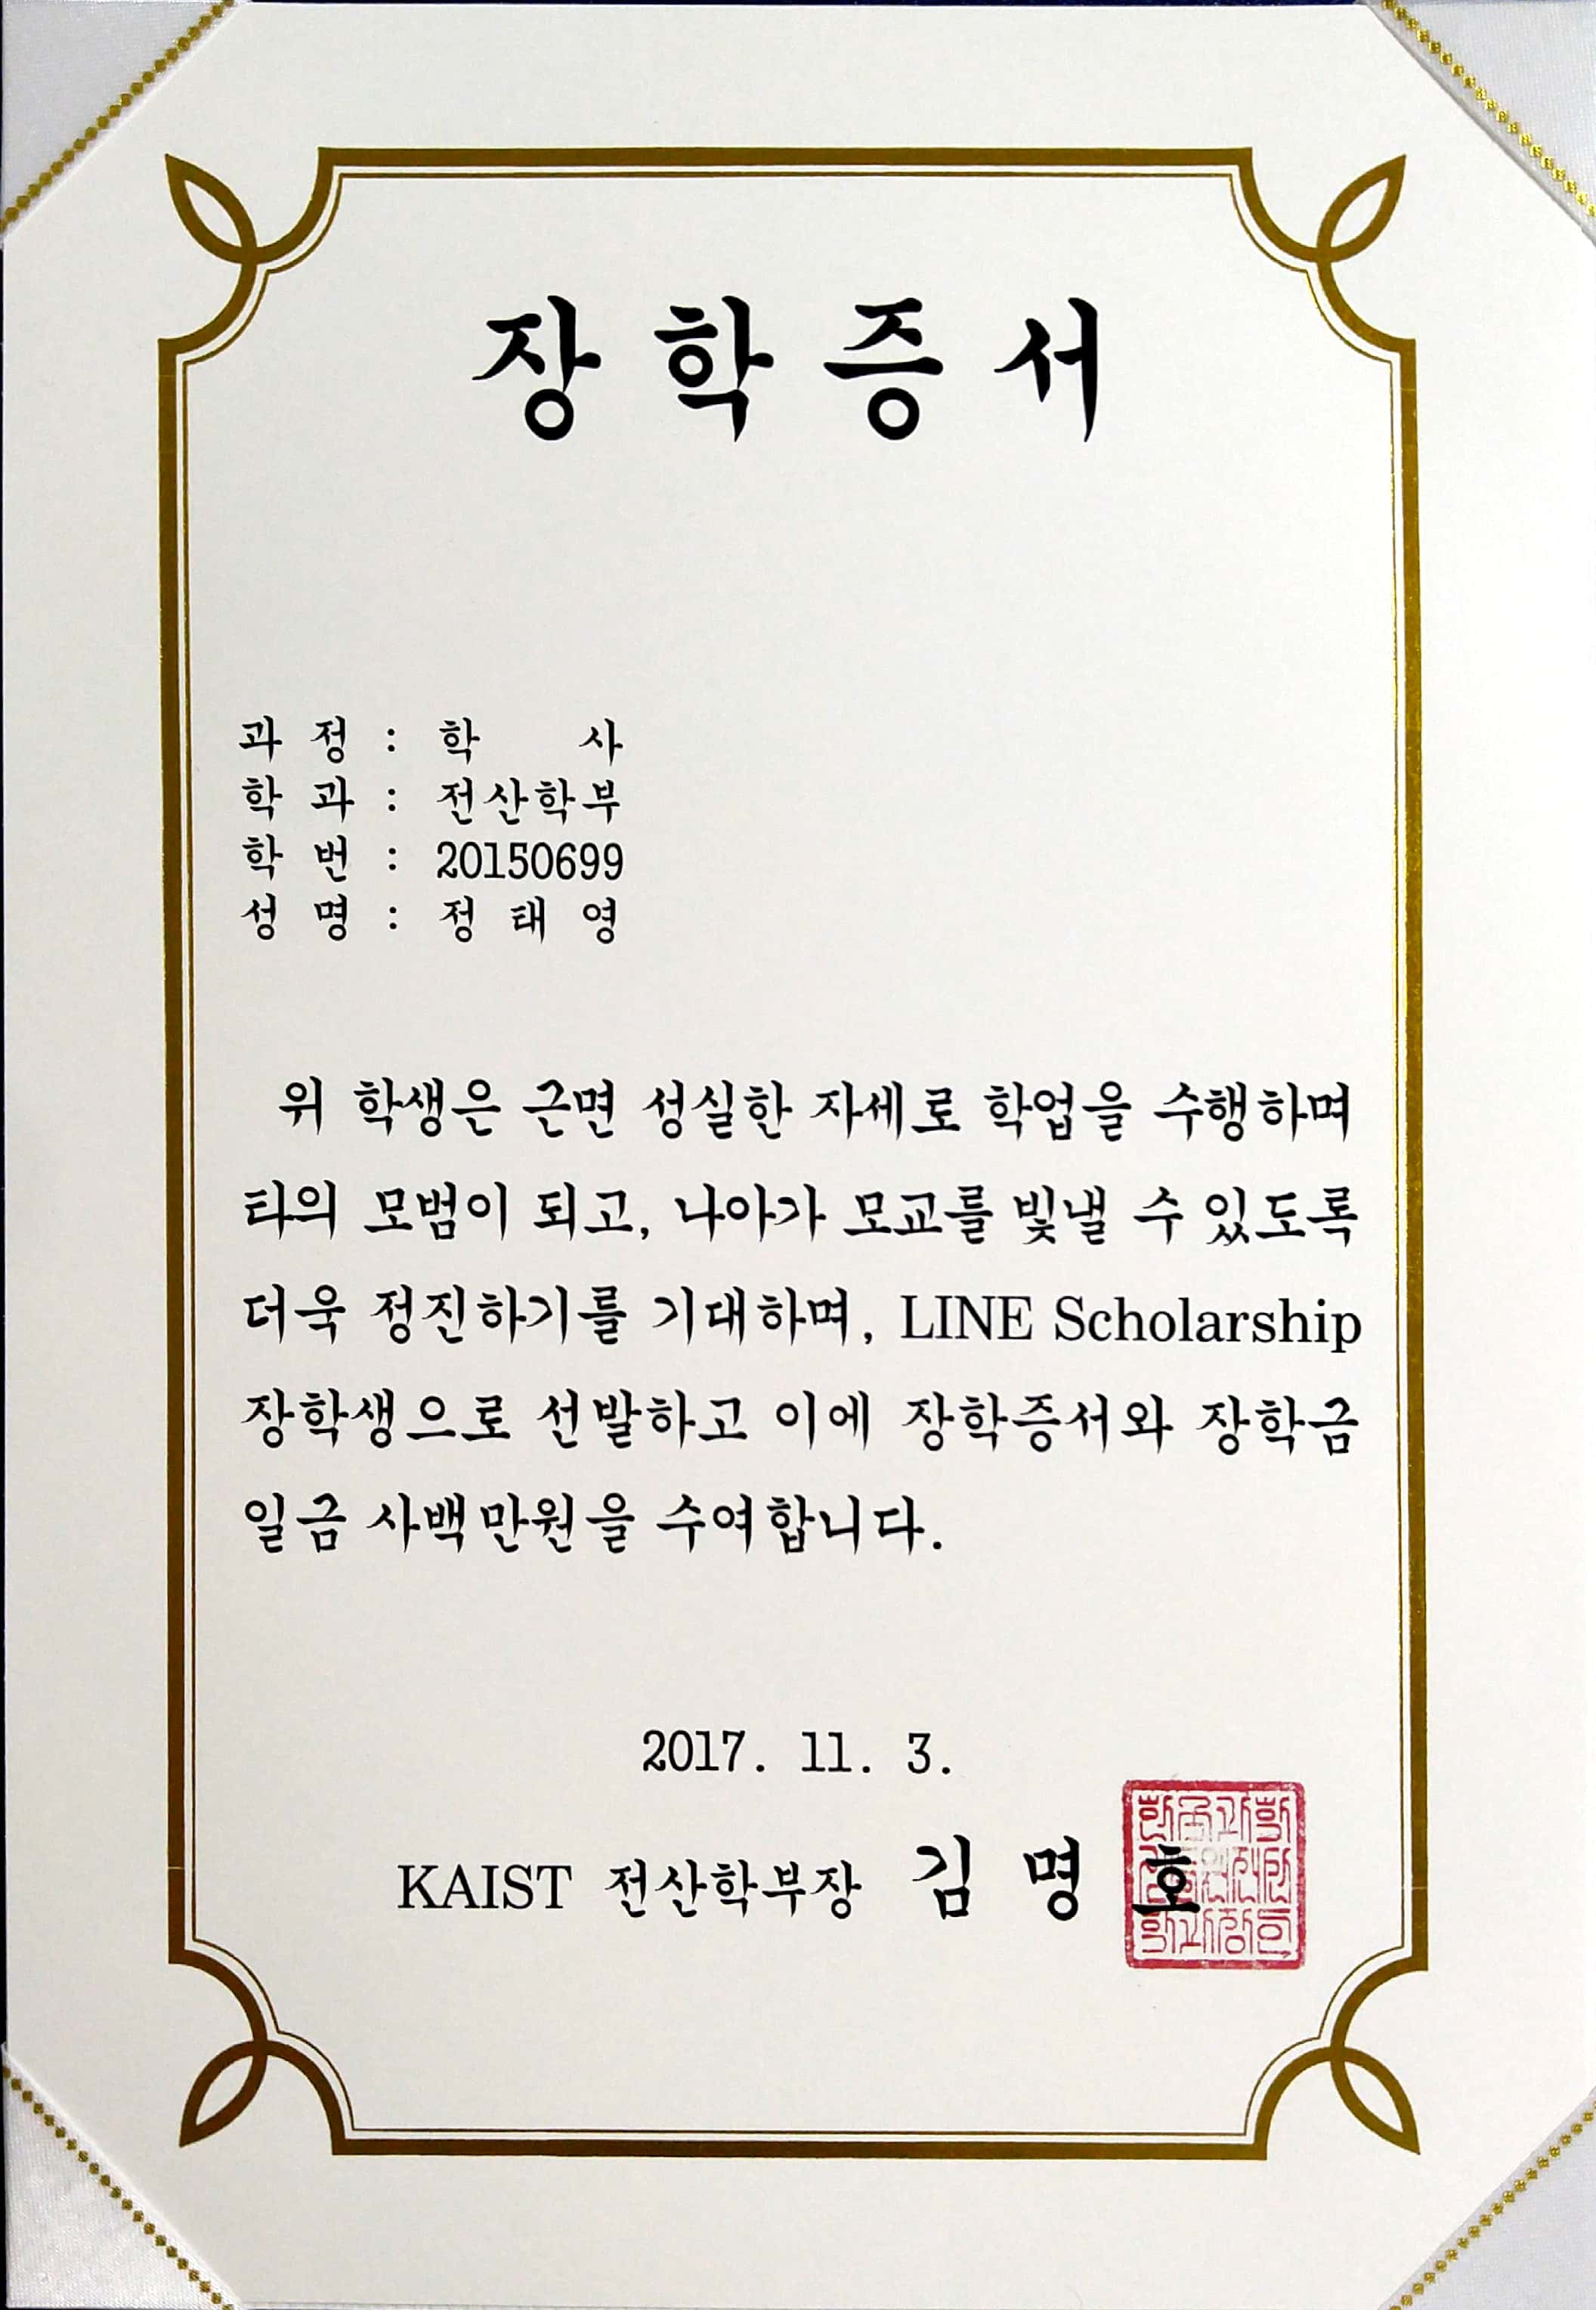 장 학 증 서
과 정 : 학 사
학 과 : 전산학부
학 번 : 20150699
성 명 : 정 태 영
위 학생은 근면 성실한 자세로 학업을 수행하며
타의 모범이 되고, 나아가 모교를 빛낼 수 있도록
더욱 정진하기를 기대하며, LINE Scholarship
장학생으로 선발하고 이에 장학증서와 장학금
일금 사백만원을 수여합니다.
2017. 11. 3.
KAIST 전산학부장 김 명 호